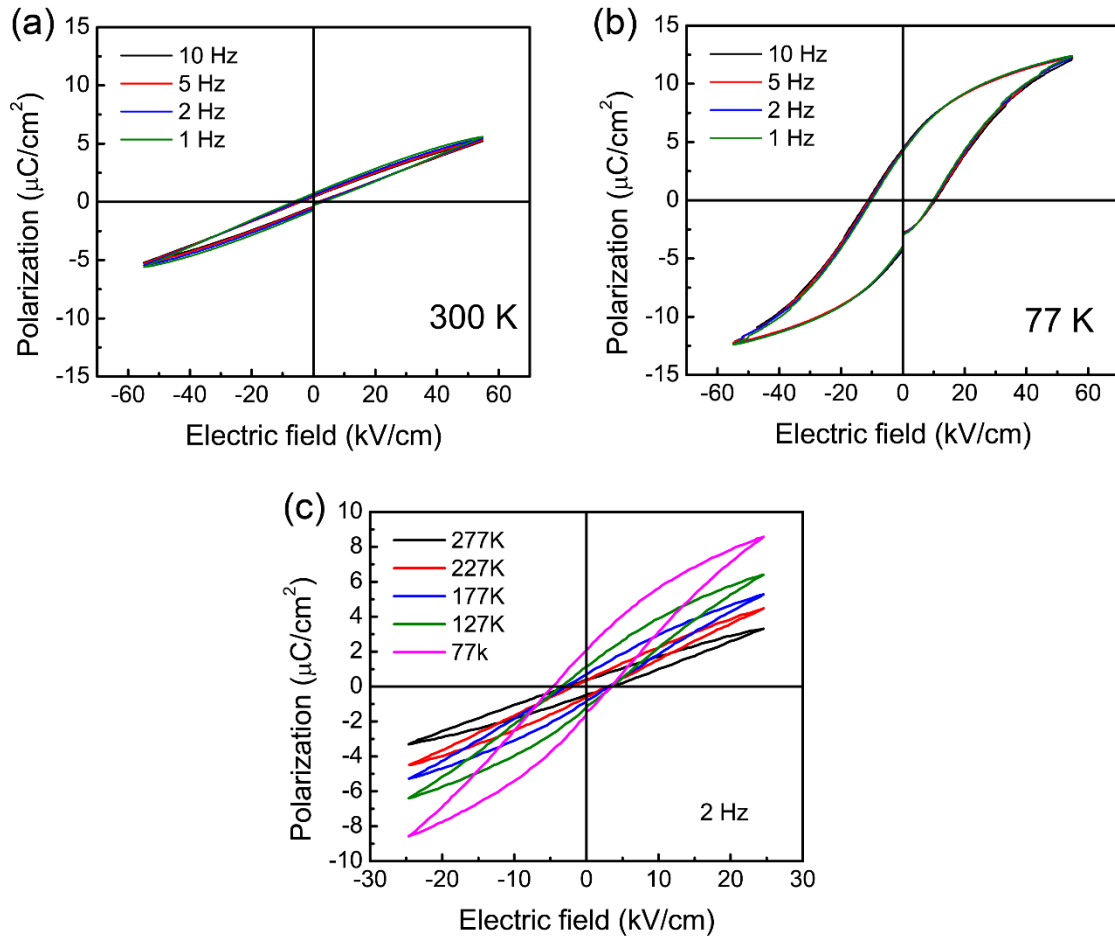 (a)
15
10
5
0
-5
-10
-15
10 Hz
5 Hz
2 Hz
1 Hz
300 K
-60 -40 -20 0 20 40 60
Polarization (μC/cm²)
Electric field (kV/cm)
(b)
15
10
5
0
-5
-10
-15
10 Hz
5 Hz
2 Hz
1 Hz
77 K
-60 -40 -20 0 20 40 60
Polarization (μC/cm²)
Electric field (kV/cm)
(c)
10
8
6
4
2
0
-2
-4
-6
-8
-10
277K
227K
177K
127K
77k
2 Hz
-30 -20 -10 0 10 20 30
Polarization (μC/cm²)
Electric field (kV/cm)